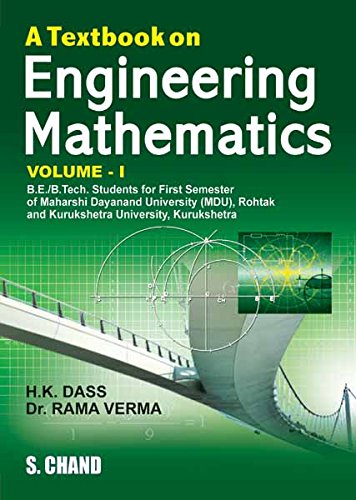 A Textbook on
Engineering
Mathematics
VOLUME - I
B.E./B.Tech. Students for First Semester
of Maharshi Dayanand University (MDU), Rohtak
and Kurukshetra University, Kurukshetra
H.K. DASS
Dr. RAMA VERMA
S. CHAND